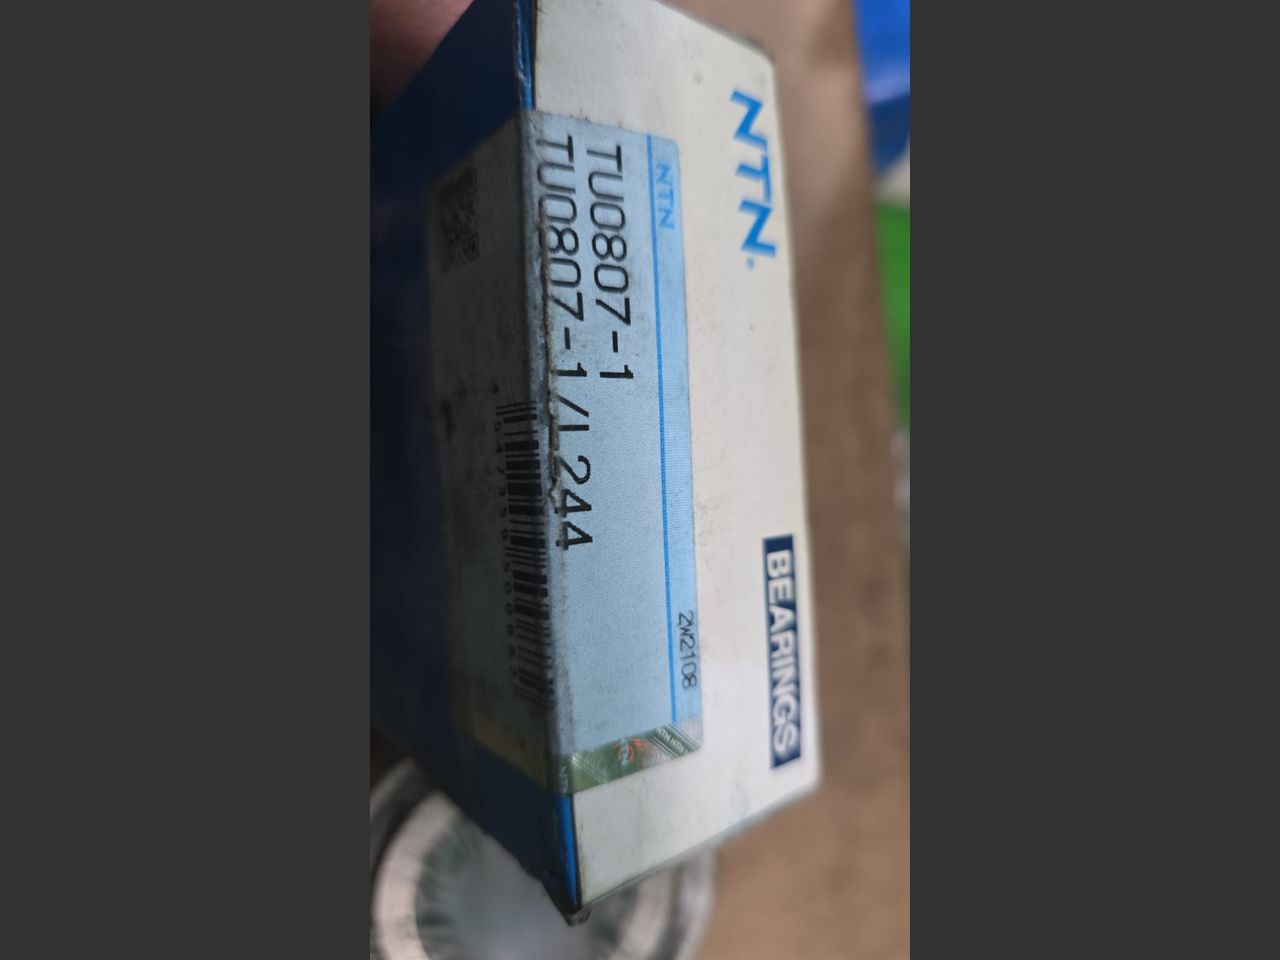 NTN
BEARINGS
NTN
2W2108
TU0807-1
TU0807-1/L244